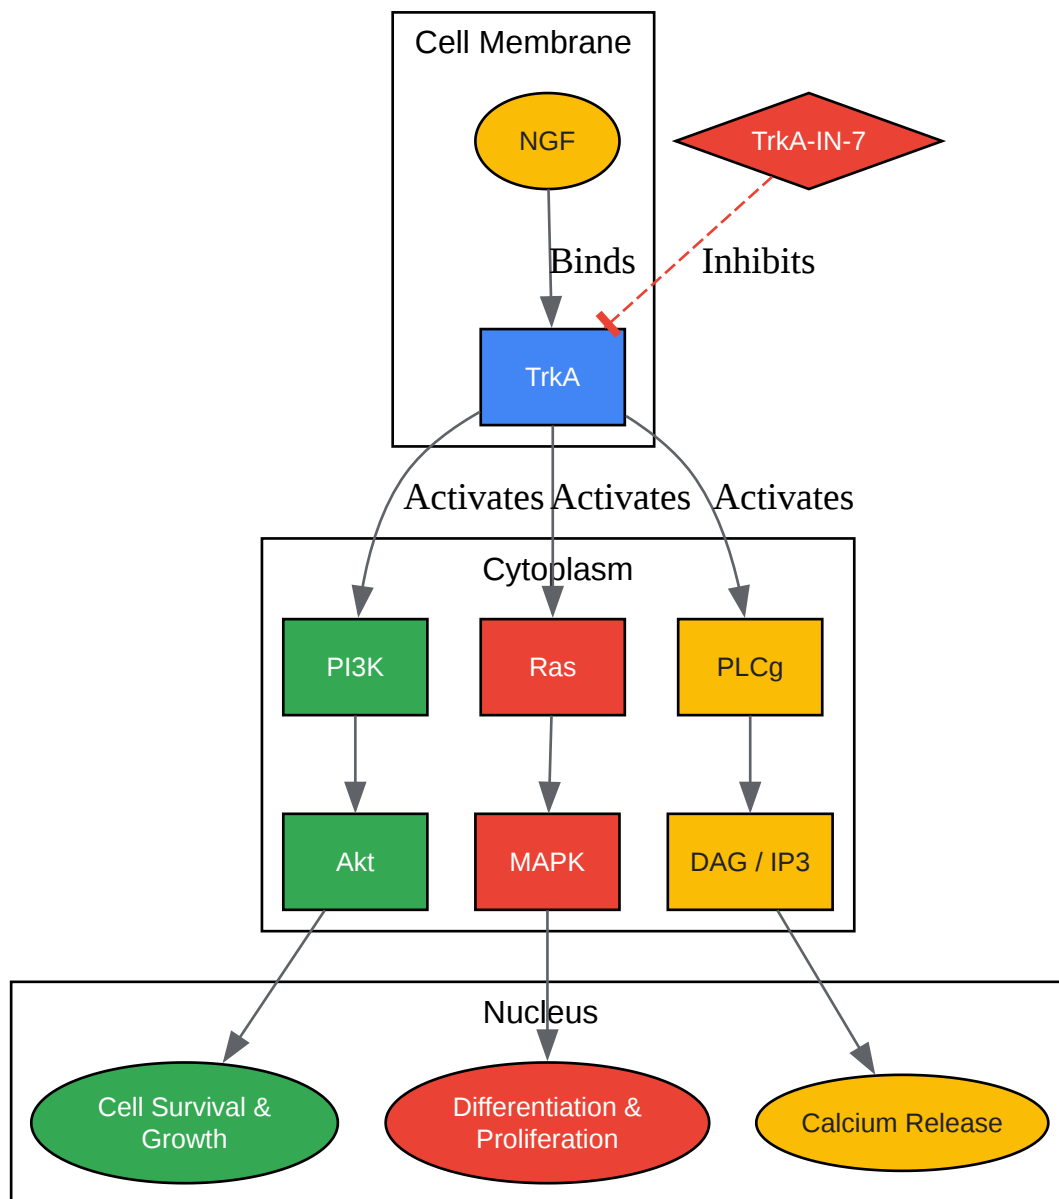 Cell Membrane
NGF
TrkA-IN-7
Binds
Inhibits
TrkA
Activates
Activates
Activates
Cytoplasm
PI3K
Ras
PLCg
Akt
MAPK
DAG / IP3
Nucleus
Cell Survival &
Growth
Differentiation &
Proliferation
Calcium Release